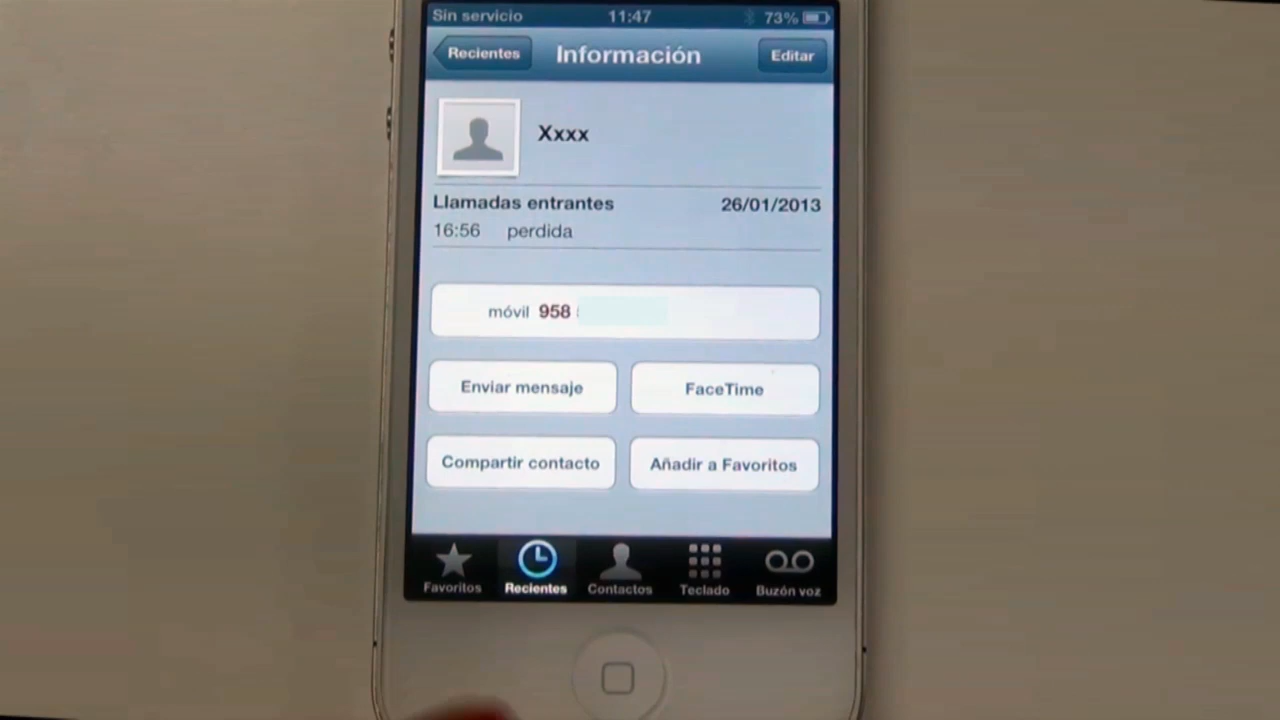 Sin servicio 11:47 73%
Recientes Información Editar
Xxxx
Llamadas entrantes 26/01/2013
16:56 perdida
móvil 958
Enviar mensaje FaceTime
Compartir contacto Añadir a Favoritos
Favoritos Recientes Contactos Teclado Buzón voz